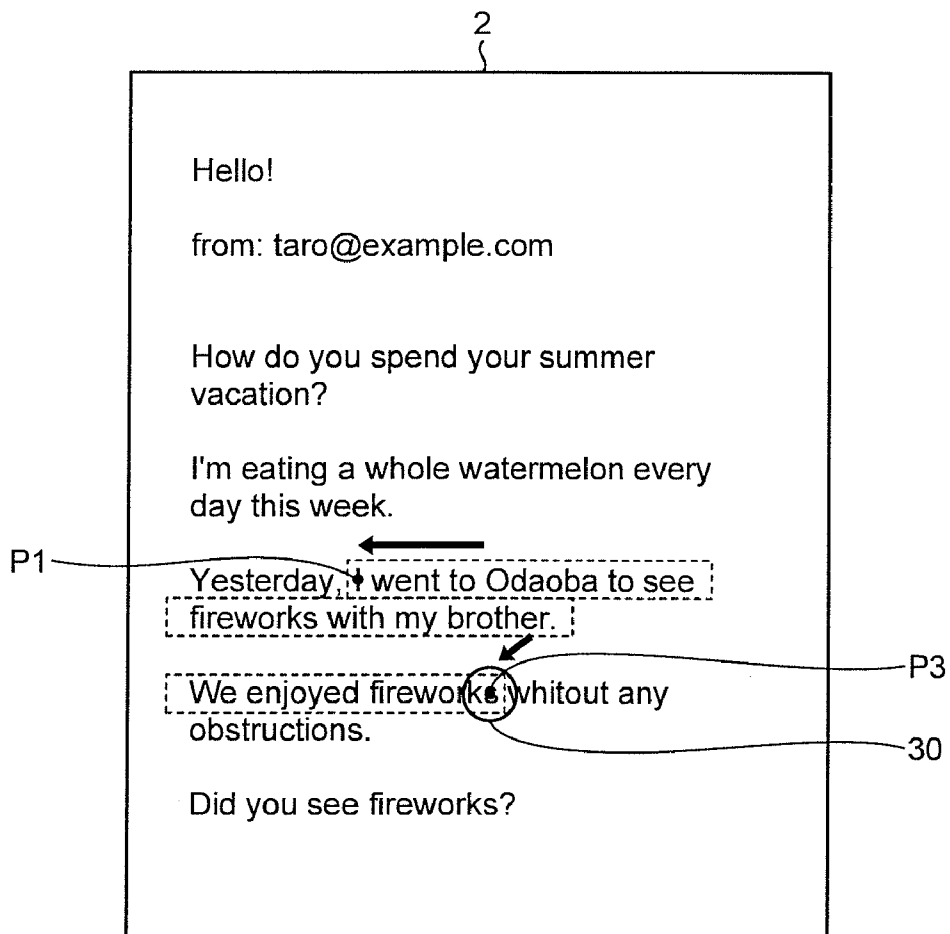 2
Hello!
from: taro@example.com
How do you spend your summer
vacation?
I'm eating a whole watermelon every
day this week.
P1
Yesterday, I went to Odaoba to see
fireworks with my brother.
P3
We enjoyed fireworks whitout any
30
obstructions.
Did you see fireworks?